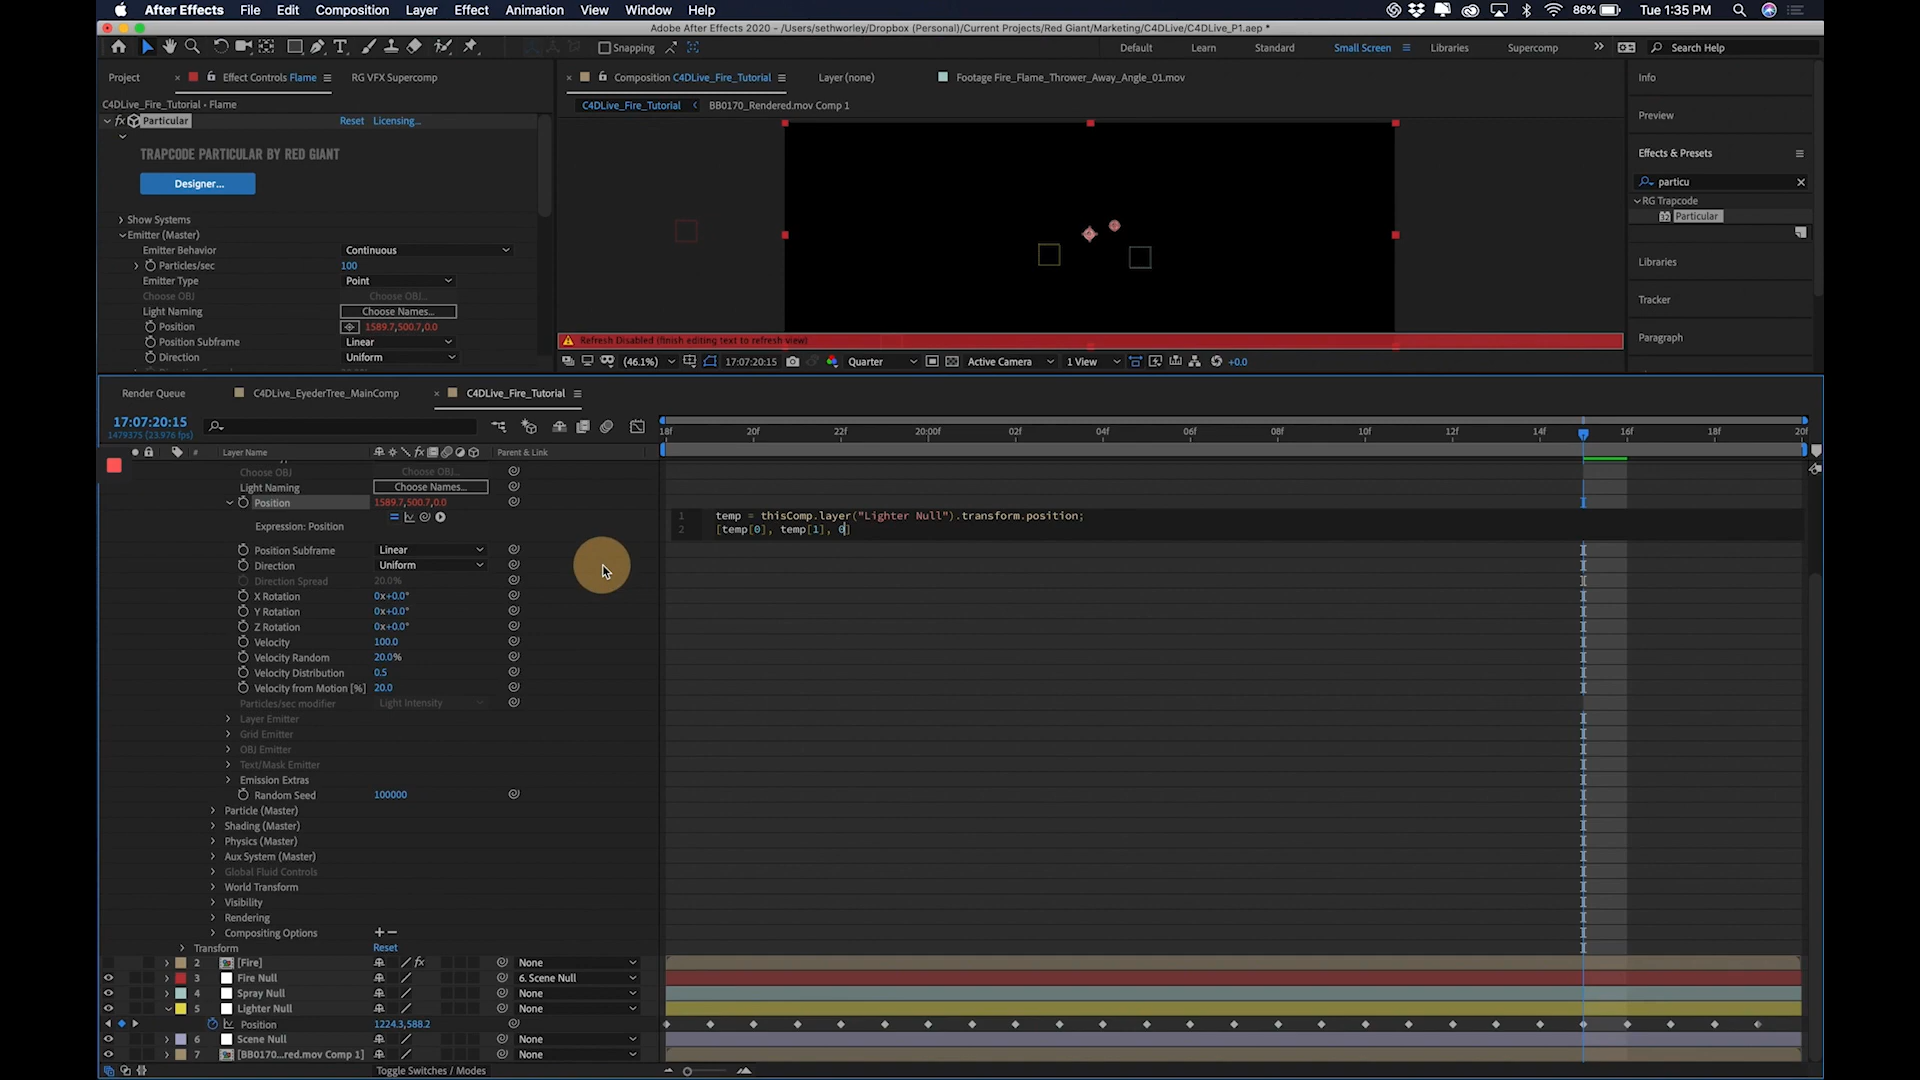 After Effects File Edit Composition Layer Effect Animation View Window Help 86% Tue 1:35 PM
Adobe After Effects 2020 - /Users/sethworley/Dropbox (Personal)/Current Projects/Red Giant/Marketing/C4DLive/C4DLive_P1.aep *
Snapping Default Learn Standard Small Screen Libraries Supercomp Search Help
Project Effect Controls Flame RG VFX Supercomp Composition C4DLive_Fire_Tutorial Layer (none) Footage Fire_Flame_Thrower_Away_Angle_01.mov Info
C4DLive_Fire_Tutorial • Flame C4DLive_Fire_Tutorial BB0170_Rendered.mov Comp 1
fx Particular Reset Licensing... Preview
TRAPCODE PARTICULAR BY RED GIANT Effects & Presets
Designer... particu
RG Trapcode
Show Systems Particular
Emitter (Master)
Emitter Behavior Continuous
Particles/sec 100 Libraries
Emitter Type Point
Choose OBJ Choose OBJ... Tracker
Light Naming Choose Names...
Position 1589.7,500.7,0.0
Position Subframe Linear Refresh Disabled (finish editing text to refresh view) Paragraph
Direction Uniform (46.1%) 17:07:20:15 Quarter Active Camera 1 View +0.0
Render Queue C4DLive_EyederTree_MainComp C4DLive_Fire_Tutorial
17:07:20:15
1479375 (23.976 fps)
18f 20f 22f 20:00f 02f 04f 06f 08f 10f 12f 14f 16f 18f 20f
# Layer Name fx Parent & Link
Choose OBJ Choose OBJ...
Light Naming Choose Names...
Position 1589.7,500.7,0.0
1 temp = thisComp.layer("Lighter Null").transform.position;
Expression: Position
2 [temp[0], temp[1], 0]
Position Subframe Linear
Direction Uniform
Direction Spread 20.0%
X Rotation 0x+0.0°
Y Rotation 0x+0.0°
Z Rotation 0x+0.0°
Velocity 100.0
Velocity Random 20.0%
Velocity Distribution 0.5
Velocity from Motion [%] 20.0
Particles/sec modifier Light Intensity
Layer Emitter
Grid Emitter
OBJ Emitter
Text/Mask Emitter
Emission Extras
Random Seed 100000
Particle (Master)
Shading (Master)
Physics (Master)
Aux System (Master)
Global Fluid Controls
World Transform
Visibility
Rendering
Compositing Options + −
Transform Reset
2 [Fire] fx None
3 Fire Null 6. Scene Null
4 Spray Null None
5 Lighter Null None
Position 1224.3,588.2
6 Scene Null None
7 [BB0170...red.mov Comp 1] None
Toggle Switches / Modes